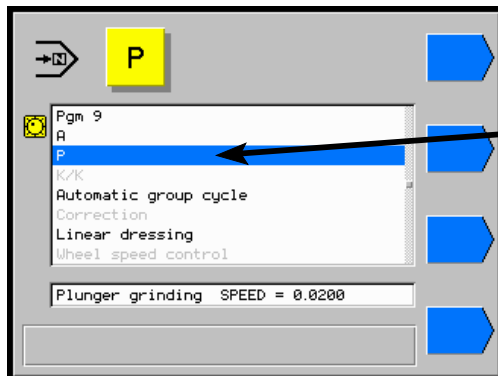 N
P
Pgm 9
A
P
K/K
Automatic group cycle
Correction
Linear dressing
Wheel speed control
Plunger grinding SPEED = 0.0200